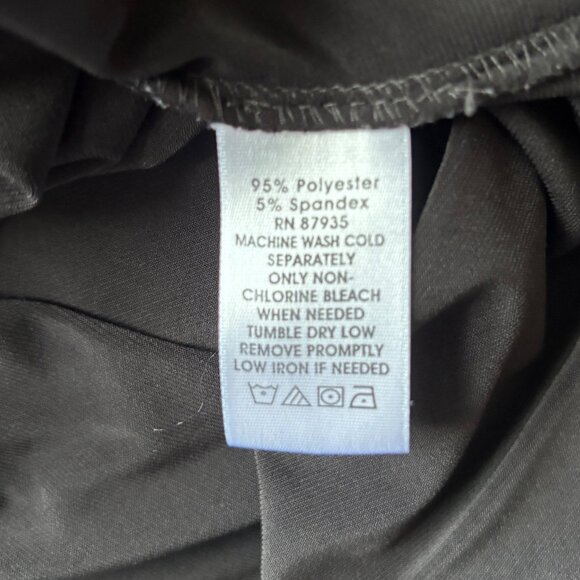 95% Polyester
5% Spandex
RN 87935
MACHINE WASH COLD
SEPARATELY
ONLY NON-
CHLORINE BLEACH
WHEN NEEDED
TUMBLE DRY LOW
REMOVE PROMPTLY
LOW IRON IF NEEDED